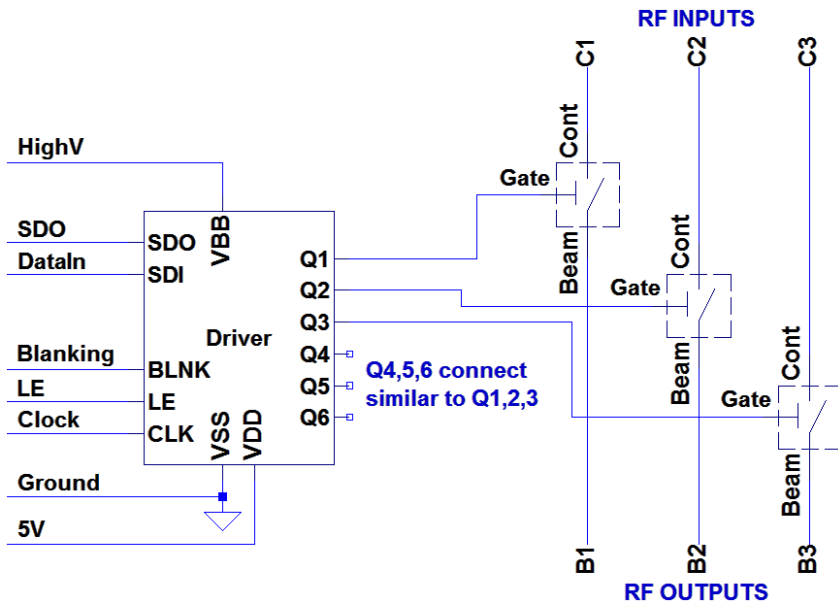 RF INPUTS
C1
C2
C3
HighV
Cont
Gate
SDO
DataIn
VBB
SDO
SDI
Q1
Q2
Q3
Q4
Q5
Q6
Driver
Beam
Cont
Gate
Q4,5,6 connect
similar to Q1,2,3
Blanking
LE
Clock
BLNK
LE
CLK
VSS
VDD
Beam
Cont
Gate
Beam
Ground
5V
B1
B2
B3
RF OUTPUTS